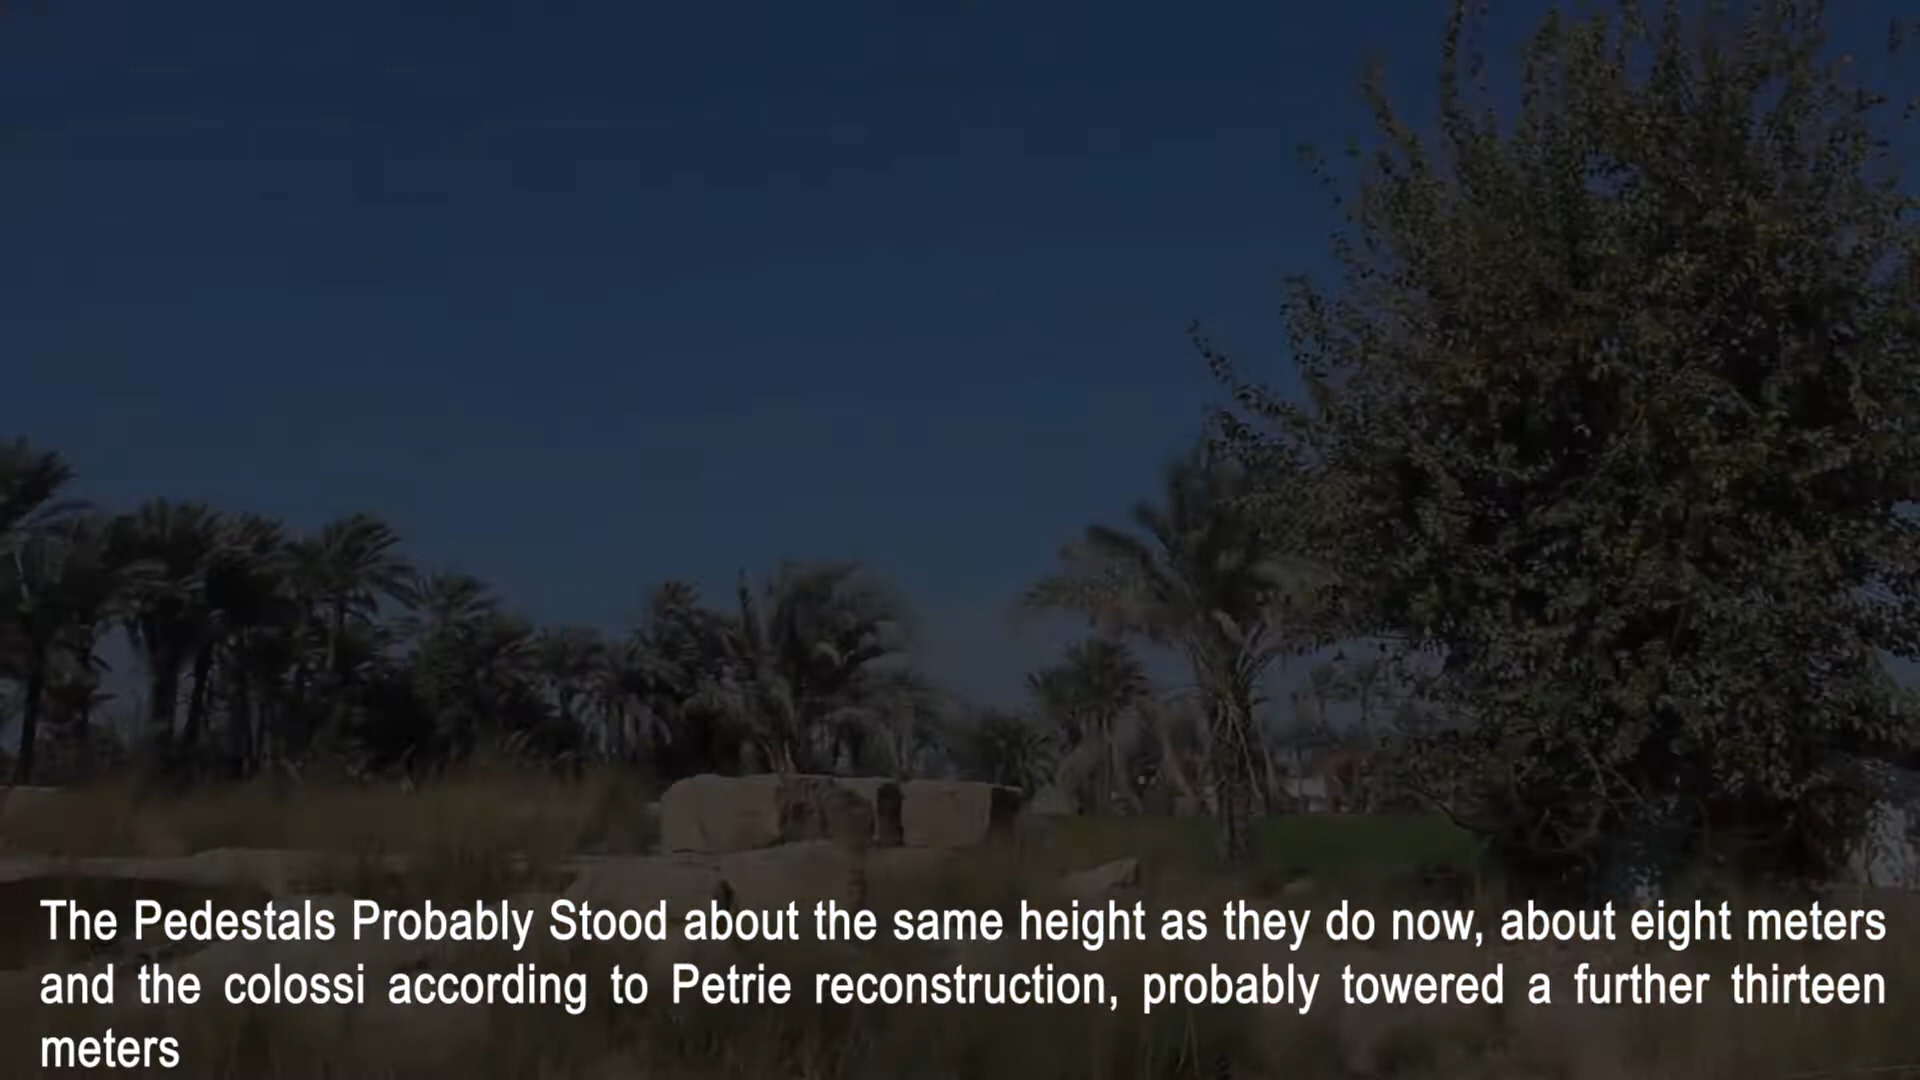 The Pedestals Probably Stood about the same height as they do now, about eight meters
and the colossi according to Petrie reconstruction, probably towered a further thirteen
meters